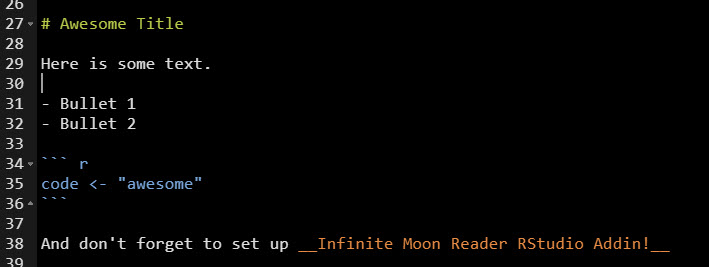 26
27 # Awesome Title
28
29 Here is some text.
30
31 - Bullet 1
32 - Bullet 2
33
34 ``` r
35 code <- "awesome"
36 ```
37
38 And don't forget to set up __Infinite Moon Reader RStudio Addin!__
39